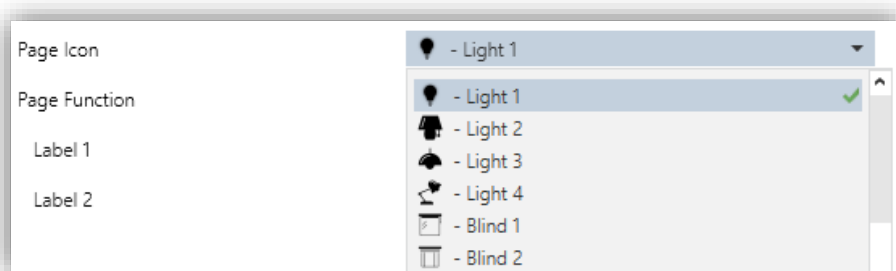 Page Icon
- Light 1
Page Function
- Light 1
- Light 2
Label 1
- Light 3
Label 2
- Light 4
- Blind 1
- Blind 2